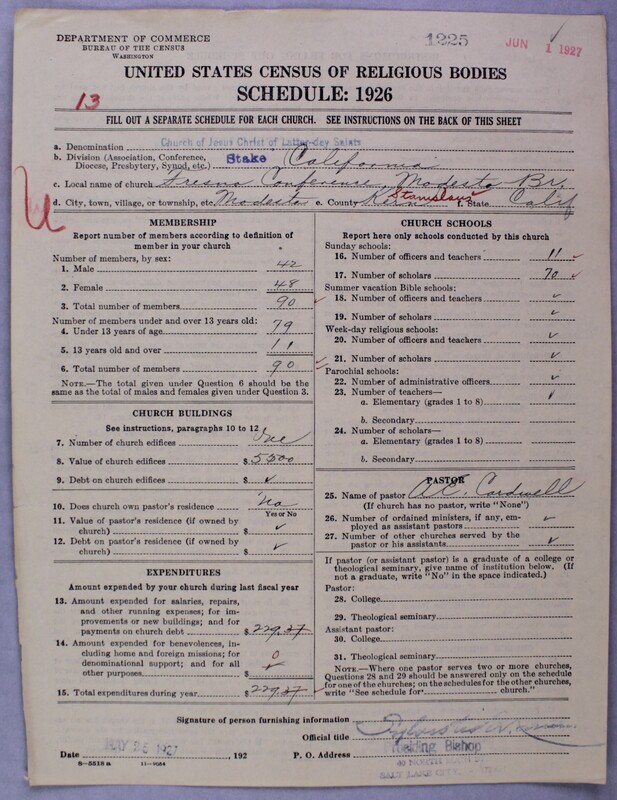 DEPARTMENT OF COMMERCE
BUREAU OF THE CENSUS
WASHINGTON
1225
JUN 1 1927
UNITED STATES CENSUS OF RELIGIOUS BODIES
SCHEDULE: 1926
13
FILL OUT A SEPARATE SCHEDULE FOR EACH CHURCH. SEE INSTRUCTIONS ON THE BACK OF THIS SHEET
a. Denomination Church of Jesus Christ of Latter-day Saints
b. Division (Association, Conference, Diocese, Presbytery, Synod, etc.) Stake California
c. Local name of church Fresno Conference, Modesto Br.
d. City, town, village, or township, etc. Modesto e. County Kern Stanislaus f. State Calif
MEMBERSHIP
Report number of members according to definition of member in your church
Number of members, by sex:
1. Male 42
2. Female 48
3. Total number of members 90
Number of members under and over 13 years old:
4. Under 13 years of age 79
5. 13 years old and over 11
6. Total number of members 90
NOTE.—The total given under Question 6 should be the same as the total of males and females given under Question 3.
CHURCH BUILDINGS
See instructions, paragraphs 10 to 12
7. Number of church edifices One
8. Value of church edifices $ 5500
9. Debt on church edifices $ ✓
10. Does church own pastor's residence No
Yes or No
11. Value of pastor's residence (if owned by church) $ ✓
12. Debt on pastor's residence (if owned by church) $ ✓
EXPENDITURES
Amount expended by your church during last fiscal year
13. Amount expended for salaries, repairs, and other running expenses; for improvements or new buildings; and for payments on church debt $ 229.27
14. Amount expended for benevolences, including home and foreign missions; for denominational support; and for all other purposes $ 0
15. Total expenditures during year $ 229.27
CHURCH SCHOOLS
Report here only schools conducted by this church
Sunday schools:
16. Number of officers and teachers 11 ✓
17. Number of scholars 70 ✓
Summer vacation Bible schools:
18. Number of officers and teachers ✓
19. Number of scholars ✓
Week-day religious schools:
20. Number of officers and teachers ✓
21. Number of scholars ✓
Parochial schools:
22. Number of administrative officers ✓
23. Number of teachers—
a. Elementary (grades 1 to 8)
b. Secondary
24. Number of scholars—
a. Elementary (grades 1 to 8)
b. Secondary
PASTOR
25. Name of pastor Cardwell
(If church has no pastor, write "None")
26. Number of ordained ministers, if any, employed as assistant pastors ✓
27. Number of other churches served by the pastor or his assistants ✓
If pastor (or assistant pastor) is a graduate of a college or theological seminary, give name of institution below. (If not a graduate, write "No" in the space indicated.)
Pastor:
28. College
29. Theological seminary
Assistant pastor:
30. College
31. Theological seminary
NOTE.—Where one pastor serves two or more churches, Questions 28 and 29 should be answered only on the schedule for one of the churches; on the schedules for the other churches, write "See schedule for church."
Signature of person furnishing information
Official title Presiding Bishop
Date MAY 26 1927, 192
P. O. Address 40 NORTH
SALT LAKE CITY,
8-5518 a 11-9084